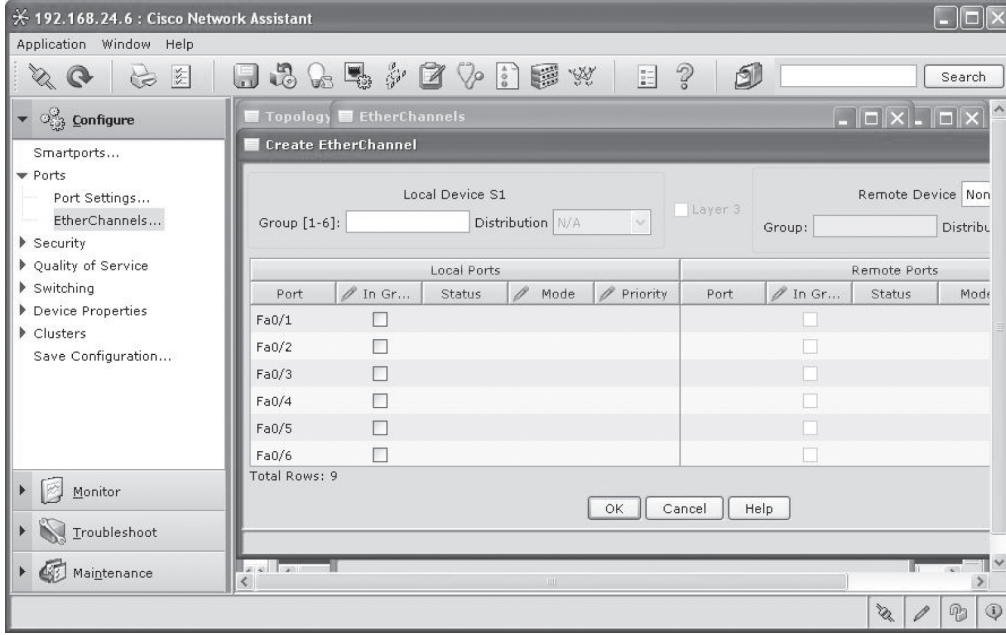 192.168.24.6 : Cisco Network Assistant
Application Window Help
Search
Configure
Smartports...
Ports
Port Settings...
EtherChannels...
Security
Quality of Service
Switching
Device Properties
Clusters
Save Configuration...
Monitor
Troubleshoot
Maintenance
Topology
EtherChannels
Create EtherChannel
Local Device S1
Group [1-6]:
Distribution N/A
Layer 3
Remote Device Non
Group:
Distribu
Local Ports
Remote Ports
Port In Gr... Status Mode Priority Port In Gr... Status Mode
Fa0/1
Fa0/2
Fa0/3
Fa0/4
Fa0/5
Fa0/6
Total Rows: 9
OK Cancel Help